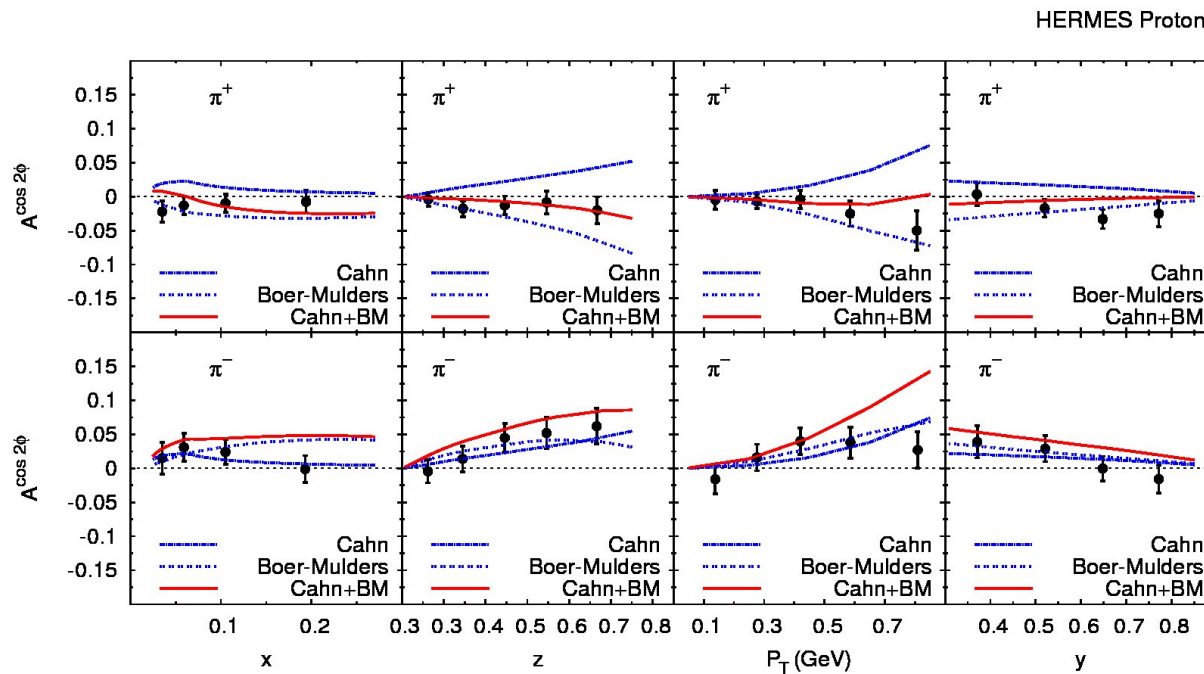 HERMES Proton
A^cos 2ϕ
0.15
0.1
0.05
0
-0.05
-0.1
-0.15
π+
Cahn
Boer-Mulders
Cahn+BM
π+
Cahn
Boer-Mulders
Cahn+BM
π+
Cahn
Boer-Mulders
Cahn+BM
π+
Cahn
Boer-Mulders
Cahn+BM
A^cos 2ϕ
0.15
0.1
0.05
0
-0.05
-0.1
-0.15
π−
Cahn
Boer-Mulders
Cahn+BM
π−
Cahn
Boer-Mulders
Cahn+BM
π−
Cahn
Boer-Mulders
Cahn+BM
π−
Cahn
Boer-Mulders
Cahn+BM
0.1 0.2
0.3 0.4 0.5 0.6 0.7 0.8
0.1 0.3 0.5 0.7
0.4 0.5 0.6 0.7 0.8
x
z
P_T (GeV)
y